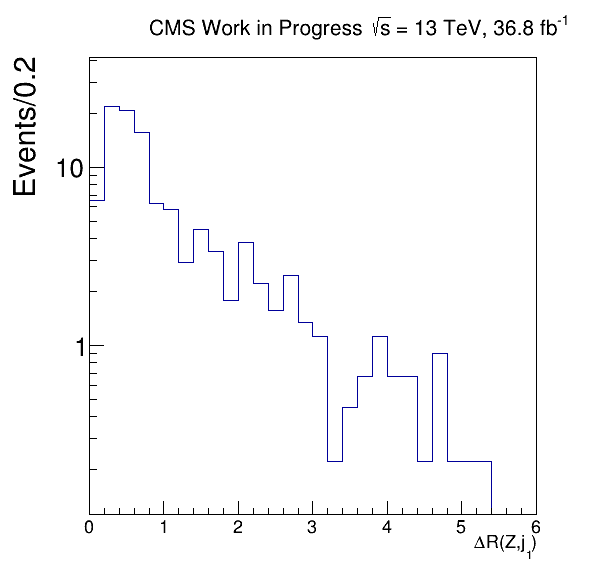 CMS Work in Progress √s = 13 TeV, 36.8 fb⁻¹
Events/0.2
10
1
0 1 2 3 4 5 6
ΔR(Z,j₁)